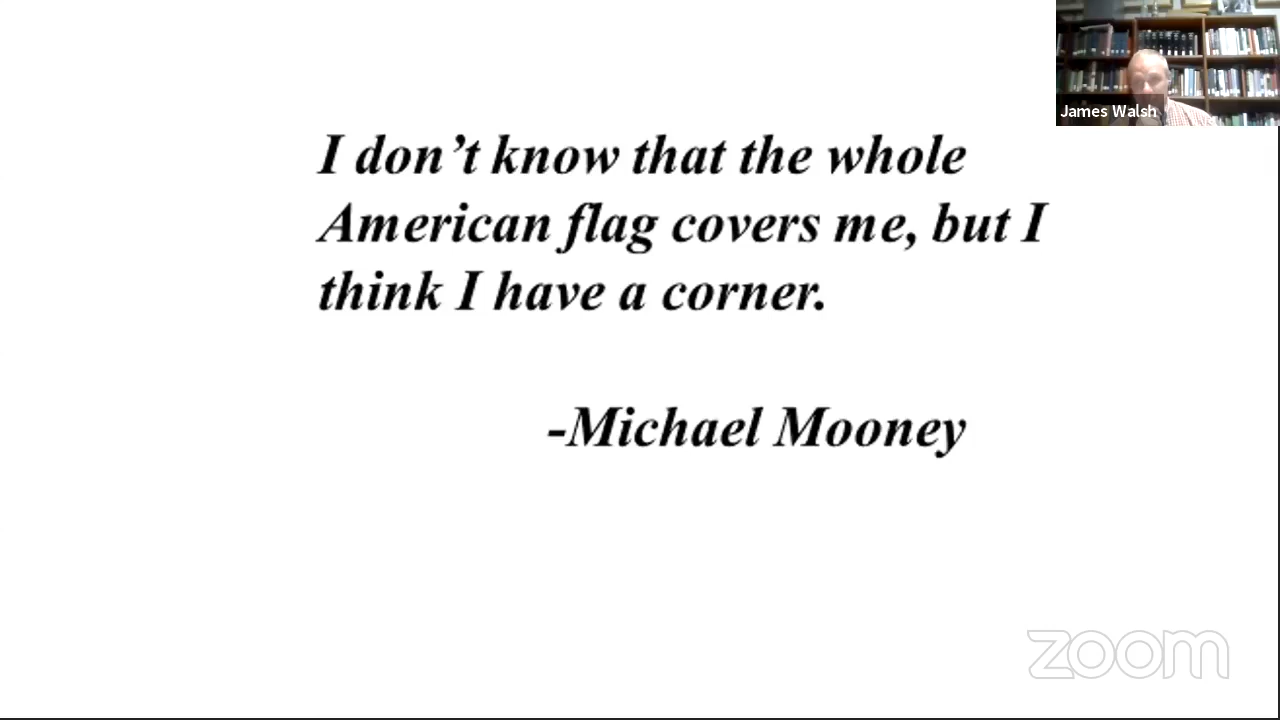 James Walsh
I don’t know that the whole
American flag covers me, but I
think I have a corner.
-Michael Mooney
zoom